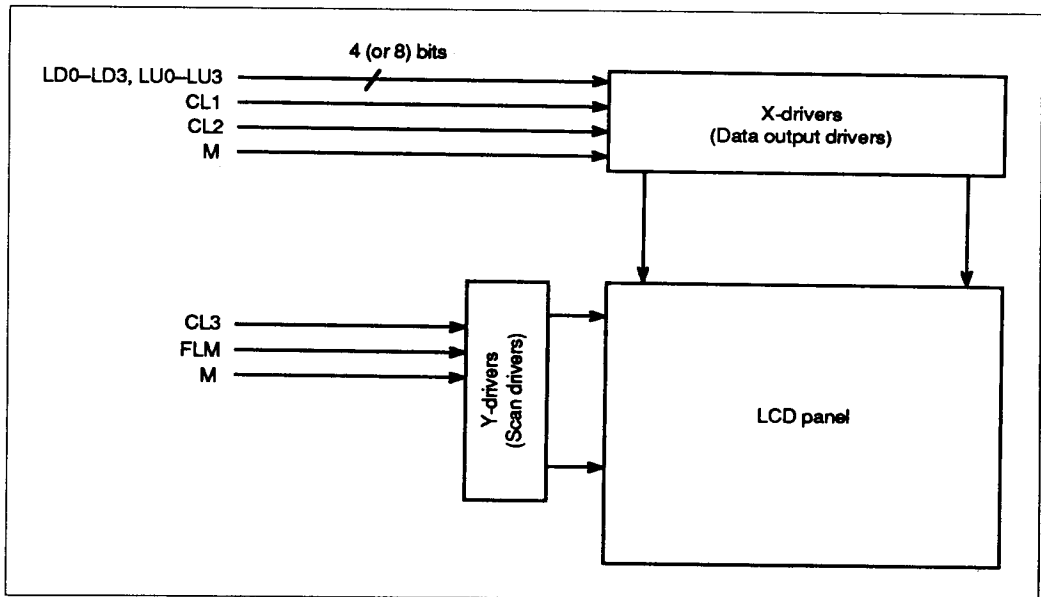 4 (or 8) bits
LD0–LD3, LU0–LU3
CL1
CL2
M
X-drivers
(Data output drivers)
CL3
FLM
M
Y-drivers
(Scan drivers)
LCD panel